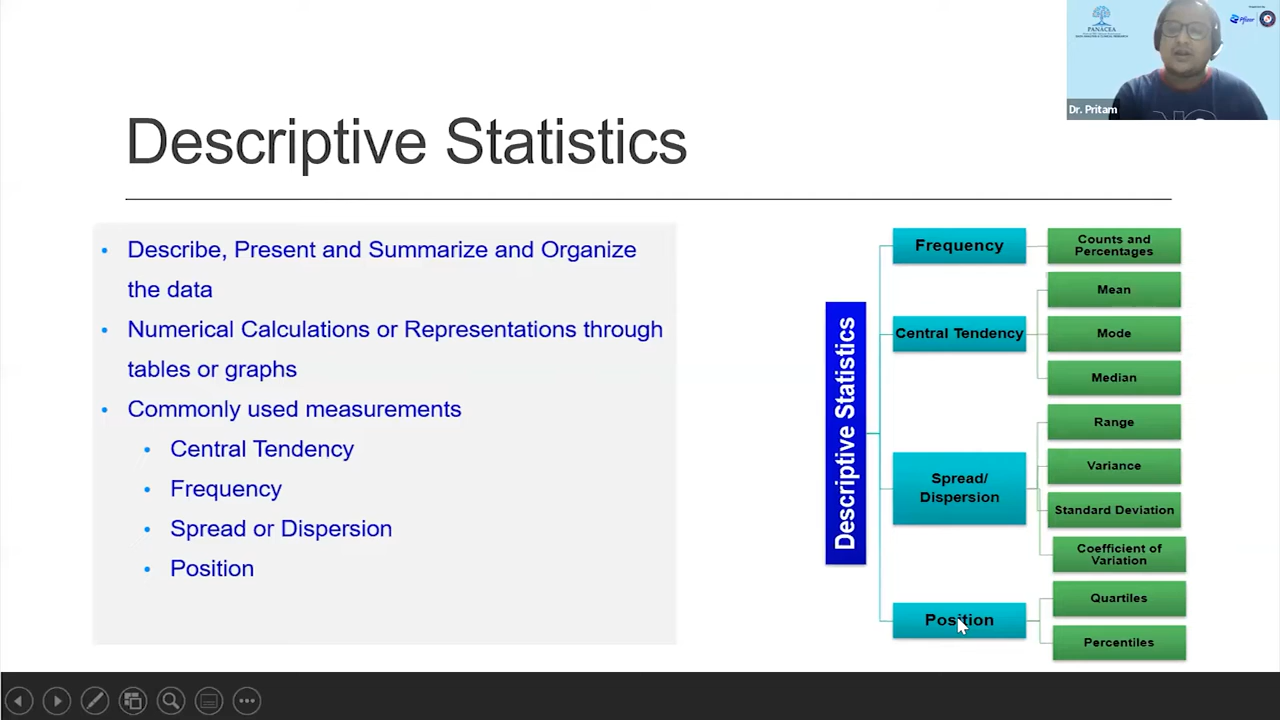 PANACEA
Pfizer
Dr. Pritam
Descriptive Statistics
• Describe, Present and Summarize and Organize
the data
• Numerical Calculations or Representations through
tables or graphs
• Commonly used measurements
• Central Tendency
• Frequency
• Spread or Dispersion
• Position
Descriptive Statistics
Frequency
Counts and
Percentages
Central Tendency
Mean
Mode
Median
Spread/
Dispersion
Range
Variance
Standard Deviation
Coefficient of
Variation
Position
Quartiles
Percentiles